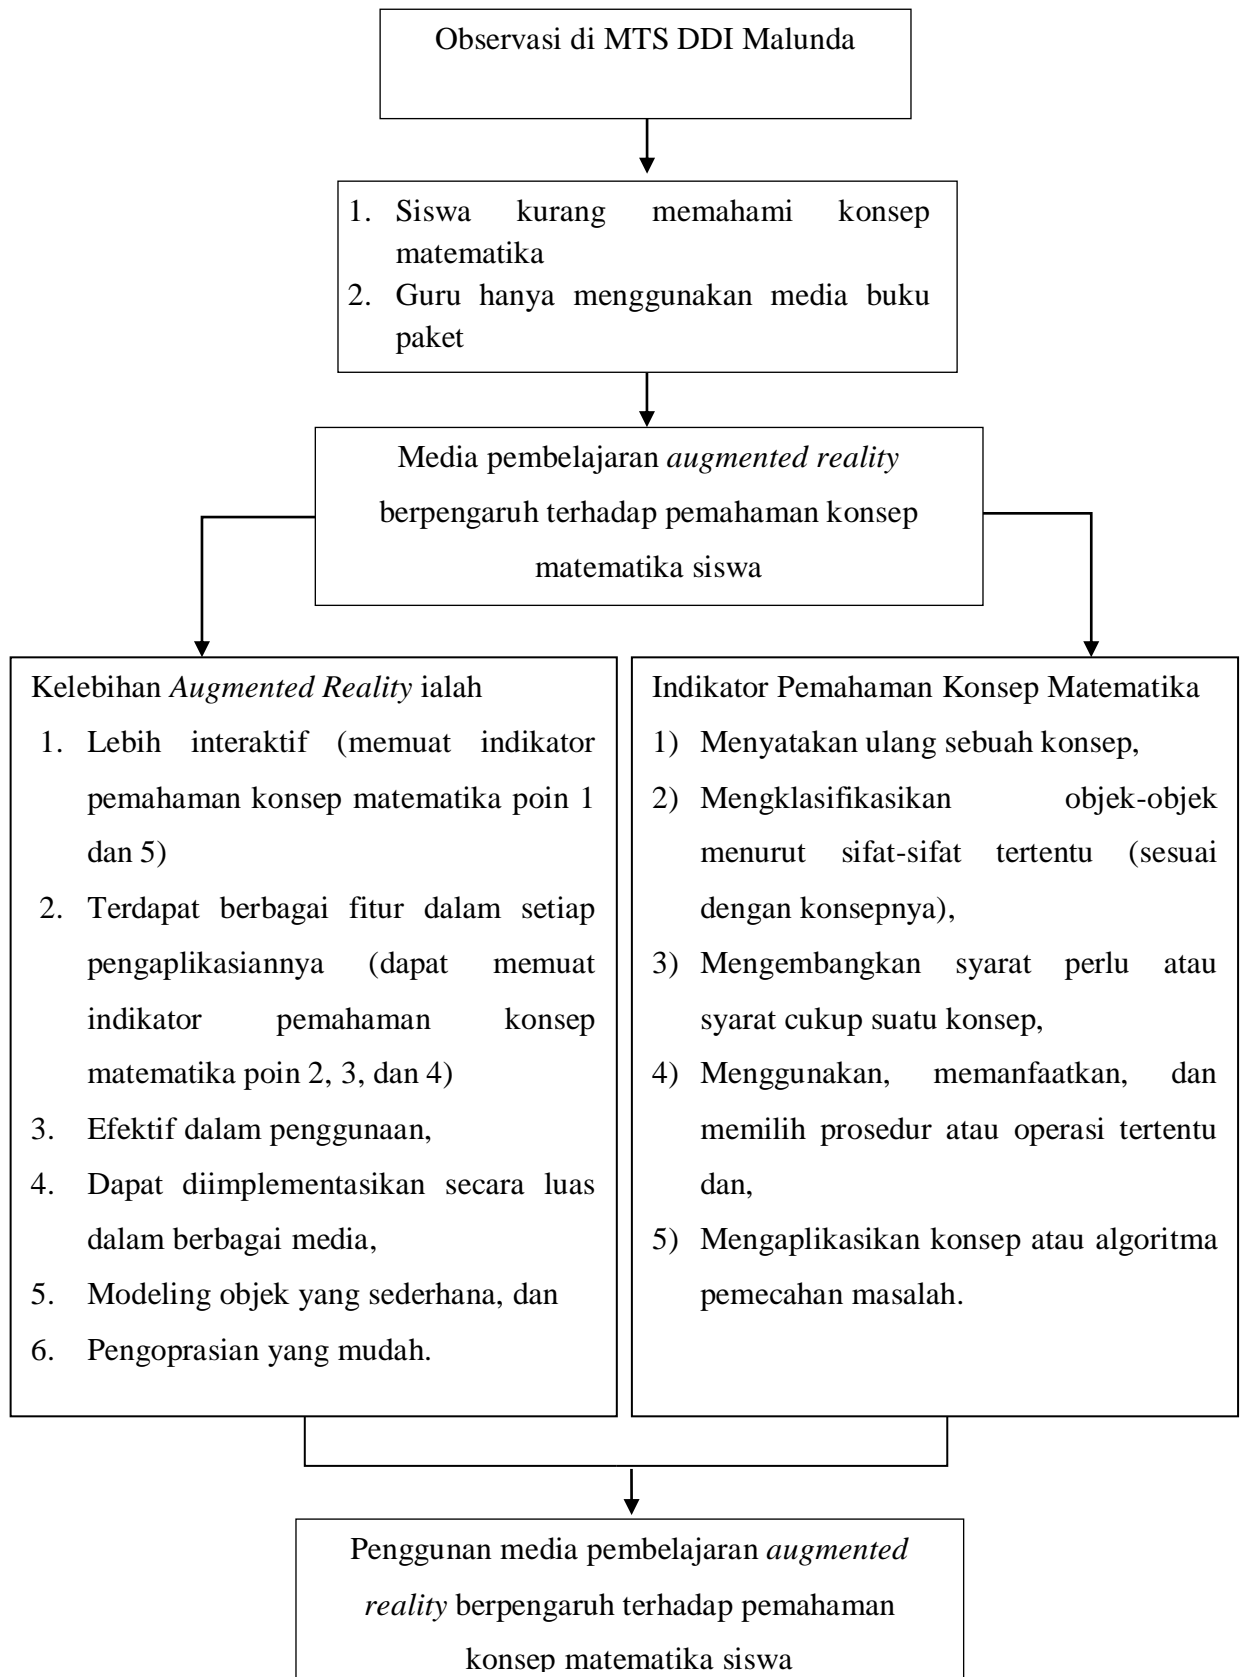 Observasi di MTS DDI Malunda
1. Siswa kurang memahami konsep
matematika
2. Guru hanya menggunakan media buku
paket
Media pembelajaran augmented reality
berpengaruh terhadap pemahaman konsep
matematika siswa
Kelebihan Augmented Reality ialah
1. Lebih interaktif (memuat indikator
pemahaman konsep matematika poin 1
dan 5)
2. Terdapat berbagai fitur dalam setiap
pengaplikasiannya (dapat memuat
indikator pemahaman konsep
matematika poin 2, 3, dan 4)
3. Efektif dalam penggunaan,
4. Dapat diimplementasikan secara luas
dalam berbagai media,
5. Modeling objek yang sederhana, dan
6. Pengoprasian yang mudah.
Indikator Pemahaman Konsep Matematika
1) Menyatakan ulang sebuah konsep,
2) Mengklasifikasikan objek-objek
menurut sifat-sifat tertentu (sesuai
dengan konsepnya),
3) Mengembangkan syarat perlu atau
syarat cukup suatu konsep,
4) Menggunakan, memanfaatkan, dan
memilih prosedur atau operasi tertentu
dan,
5) Mengaplikasikan konsep atau algoritma
pemecahan masalah.
Penggunan media pembelajaran augmented
reality berpengaruh terhadap pemahaman
konsep matematika siswa